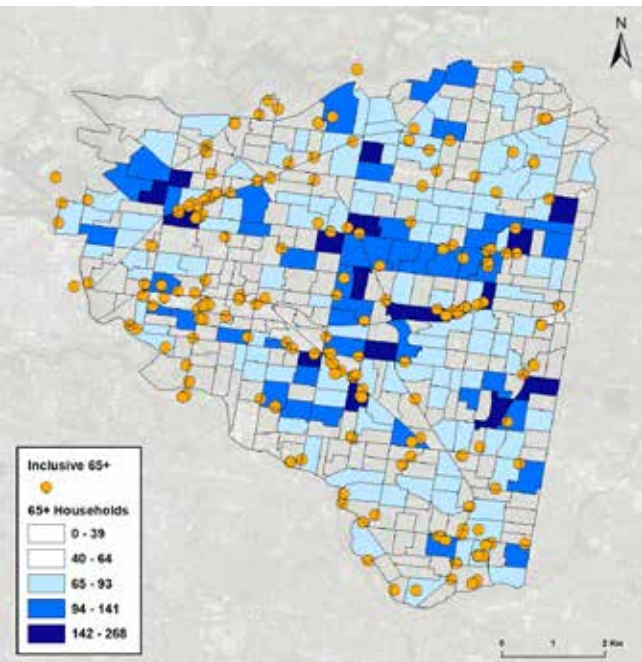 N
Inclusive 65+
65+ Households
0 - 39
40 - 64
65 - 93
94 - 141
142 - 268
0 1 2 Km